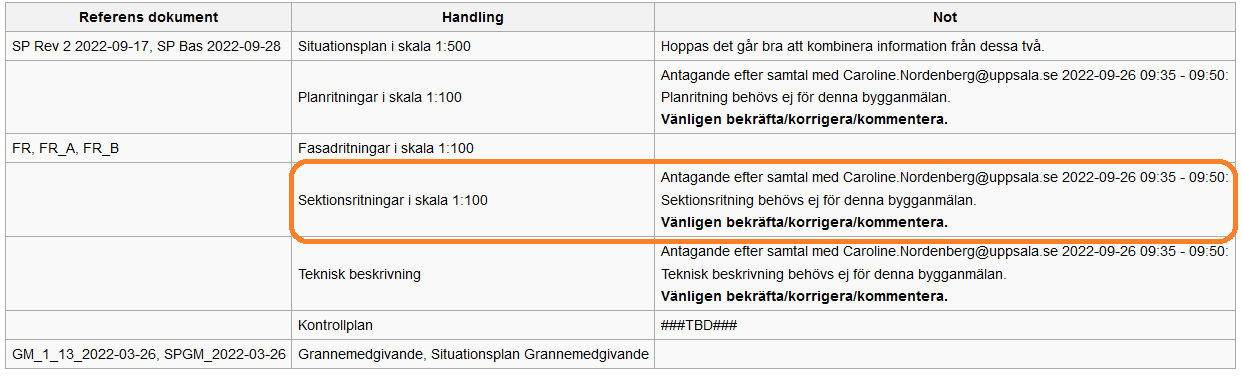 Referens dokument Handling Not
SP Rev 2 2022-09-17, SP Bas 2022-09-28 Situationsplan i skala 1:500 Hoppas det går bra att kombinera information från dessa två.
Planritningar i skala 1:100
Antagande efter samtal med Caroline.Nordenberg@uppsala.se 2022-09-26 09:35 - 09:50:
Planritning behövs ej för denna bygganmälan.
Vänligen bekräfta/korrigera/kommentera.
FR, FR_A, FR_B Fasadritningar i skala 1:100
Sektionsritningar i skala 1:100
Antagande efter samtal med Caroline.Nordenberg@uppsala.se 2022-09-26 09:35 - 09:50:
Sektionsritning behövs ej för denna bygganmälan.
Vänligen bekräfta/korrigera/kommentera.
Teknisk beskrivning
Antagande efter samtal med Caroline.Nordenberg@uppsala.se 2022-09-26 09:35 - 09:50:
Teknisk beskrivning behövs ej för denna bygganmälan.
Vänligen bekräfta/korrigera/kommentera.
Kontrollplan ###TBD###
GM_1_13_2022-03-26, SPGM_2022-03-26 Grannemedgivande, Situationsplan Grannemedgivande